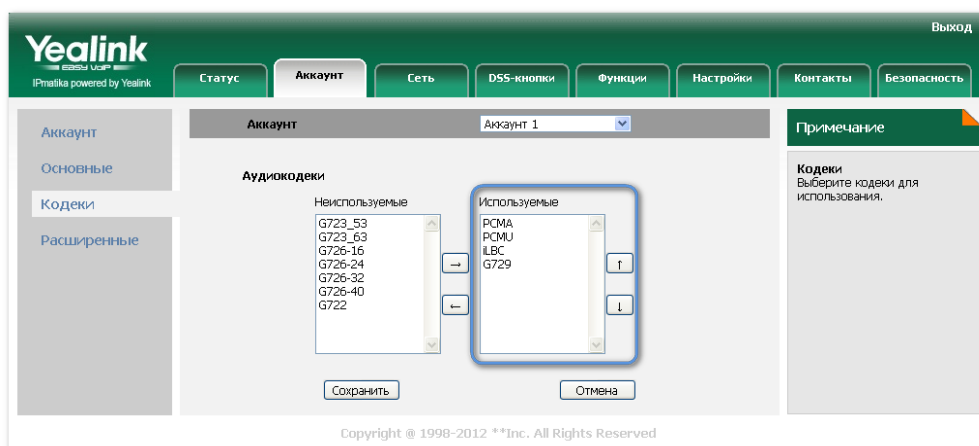 Выход
Yealink
EASY VoIP
IPmatika powered by Yealink
Статус
Аккаунт
Сеть
DSS-кнопки
Функции
Настройки
Контакты
Безопасность
Аккаунт
Основные
Кодеки
Расширенные
Аккаунт
Аккаунт 1
Аудиокодеки
Неиспользуемые
G723_53
G723_63
G726-16
G726-24
G726-32
G726-40
G722
→
←
Используемые
PCMA
PCMU
iLBC
G729
↑
↓
Сохранить
Отмена
Примечание
Кодеки
Выберите кодеки для
использования.
Copyright @ 1998-2012 **Inc. All Rights Reserved